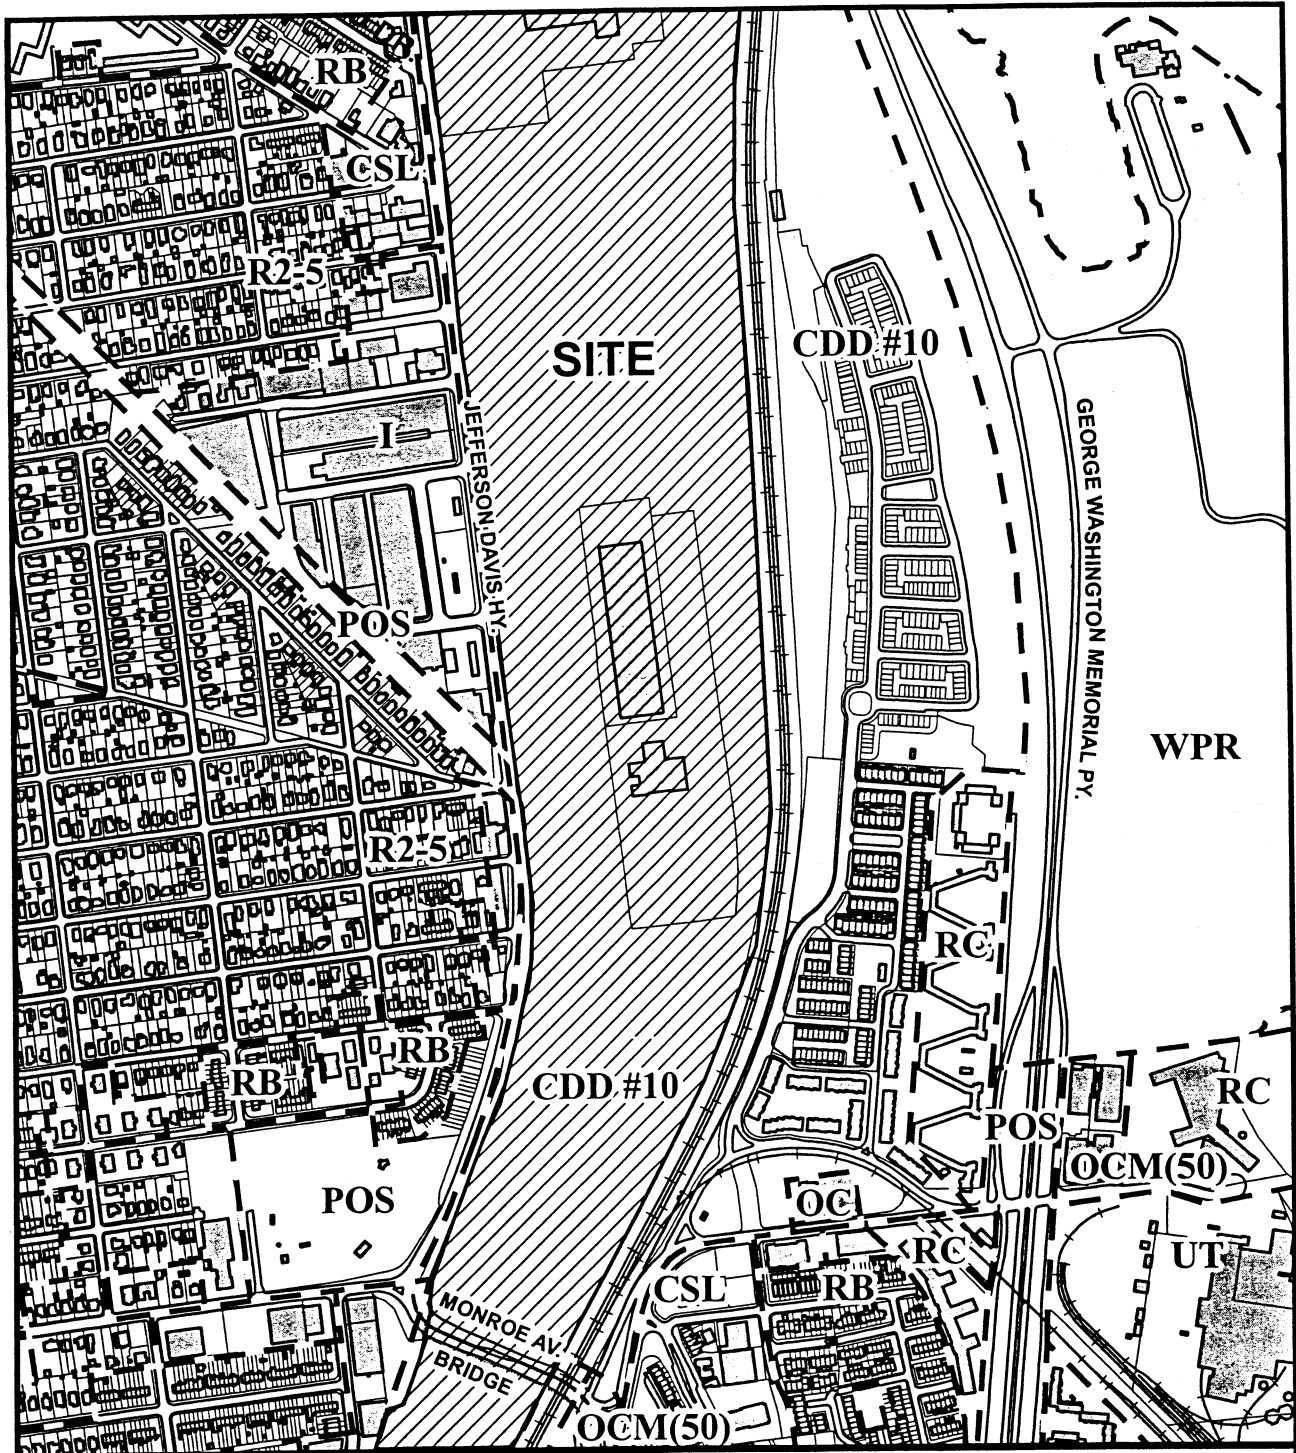 RB
CSL
R2-5
SITE
CDD #10
I
JEFFERSON DAVIS HY.
GEORGE WASHINGTON MEMORIAL PY.
POS
WPR
R2-5
RC
RB
RB
CDD #10
RC
POS
OCM(50)
POS
OC
RC
UT
CSL
RB
MONROE AV.
BRIDGE
OCM(50)